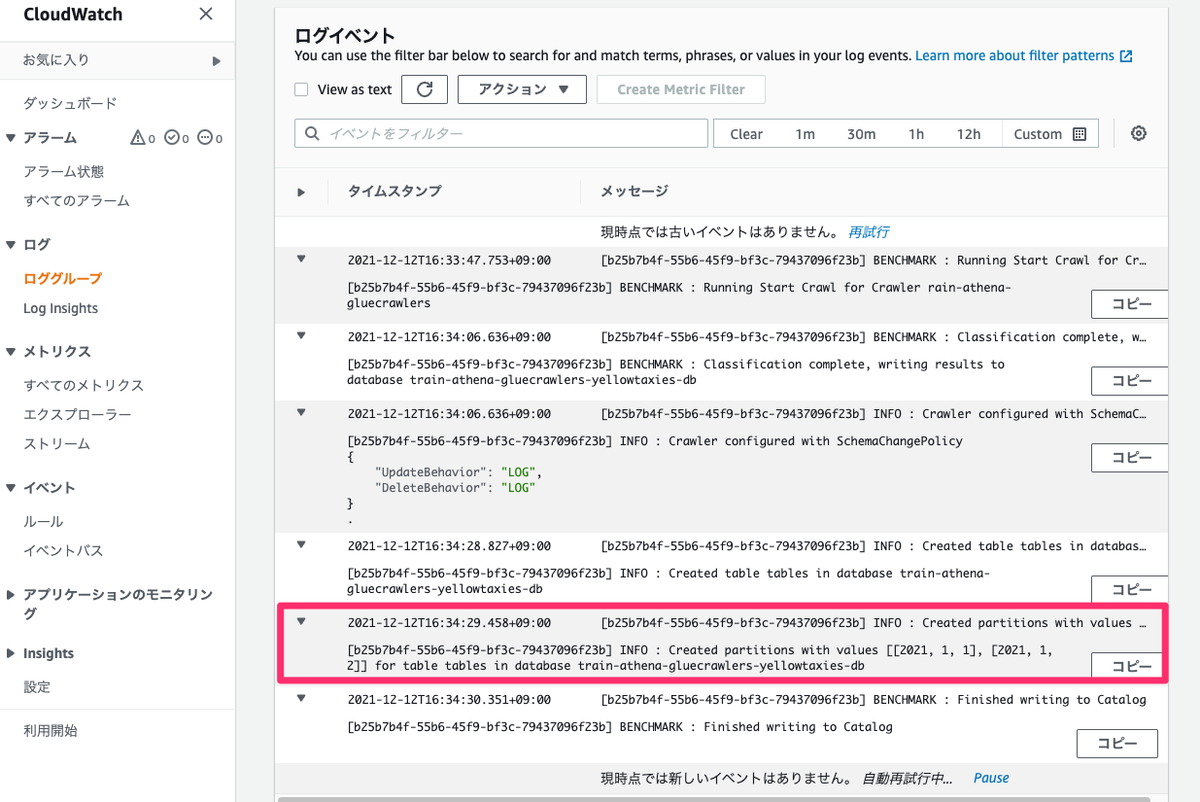 CloudWatch
お気に入り
ダッシュボード
アラーム 0 0 0
アラーム状態
すべてのアラーム
ログ
ロググループ
Log Insights
メトリクス
すべてのメトリクス
エクスプローラー
ストリーム
イベント
ルール
イベントバス
アプリケーションのモニタリン
グ
Insights
設定
利用開始
ログイベント
You can use the filter bar below to search for and match terms, phrases, or values in your log events. Learn more about filter patterns
View as text アクション Create Metric Filter
イベントをフィルター Clear 1m 30m 1h 12h Custom
タイムスタンプ メッセージ
現時点では古いイベントはありません。 再試行
2021-12-12T16:33:47.753+09:00 [b25b7b4f-55b6-45f9-bf3c-79437096f23b] BENCHMARK : Running Start Crawl for Cr…
[b25b7b4f-55b6-45f9-bf3c-79437096f23b] BENCHMARK : Running Start Crawl for Crawler rain-athena-
gluecrawlers
コピー
2021-12-12T16:34:06.636+09:00 [b25b7b4f-55b6-45f9-bf3c-79437096f23b] BENCHMARK : Classification complete, w…
[b25b7b4f-55b6-45f9-bf3c-79437096f23b] BENCHMARK : Classification complete, writing results to
database train-athena-gluecrawlers-yellowtaxies-db
コピー
2021-12-12T16:34:06.636+09:00 [b25b7b4f-55b6-45f9-bf3c-79437096f23b] INFO : Crawler configured with SchemaC…
[b25b7b4f-55b6-45f9-bf3c-79437096f23b] INFO : Crawler configured with SchemaChangePolicy
コピー
{
"UpdateBehavior": "LOG",
"DeleteBehavior": "LOG"
}
.
2021-12-12T16:34:28.827+09:00 [b25b7b4f-55b6-45f9-bf3c-79437096f23b] INFO : Created table tables in databas…
[b25b7b4f-55b6-45f9-bf3c-79437096f23b] INFO : Created table tables in database train-athena-
gluecrawlers-yellowtaxies-db
コピー
2021-12-12T16:34:29.458+09:00 [b25b7b4f-55b6-45f9-bf3c-79437096f23b] INFO : Created partitions with values …
[b25b7b4f-55b6-45f9-bf3c-79437096f23b] INFO : Created partitions with values [[2021, 1, 1], [2021, 1,
2]] for table tables in database train-athena-gluecrawlers-yellowtaxies-db
コピー
2021-12-12T16:34:30.351+09:00 [b25b7b4f-55b6-45f9-bf3c-79437096f23b] BENCHMARK : Finished writing to Catalog
[b25b7b4f-55b6-45f9-bf3c-79437096f23b] BENCHMARK : Finished writing to Catalog
コピー
現時点では新しいイベントはありません。 自動再試行中... Pause